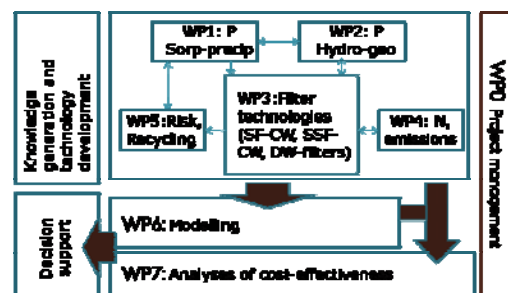 WP1: P
Sorp-precip
WP2: P
Hydro-geo
WP3:Filter
technologies
(SF-CW, SSF-
CW, DW-filters)
WP5:Risk,
Recycling
WP4: N,
emissions
Knowledge
generation and
technology
development
WP0 Project management
Decision
support
WP6: Modelling
WP7: Analyses of cost-effectiveness